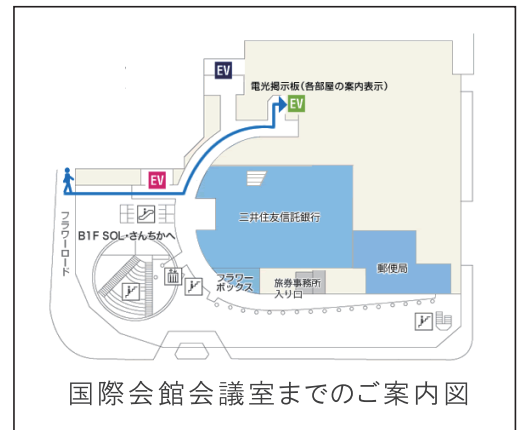 EV
電光掲示板（各部屋の案内表示）
EV
EV
三井住友信託銀行
B1F SOL・さんちかへ
フラワーロード
郵便局
フラワー
ボックス
旅券事務所
入り口
国際会館会議室までのご案内図